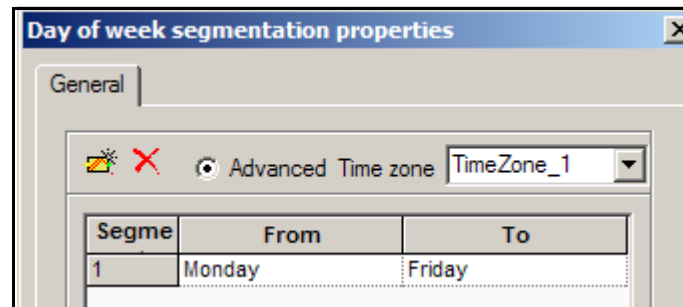 Day of week segmentation properties
General
Advanced Time zone TimeZone_1
Segme From To
1 Monday Friday